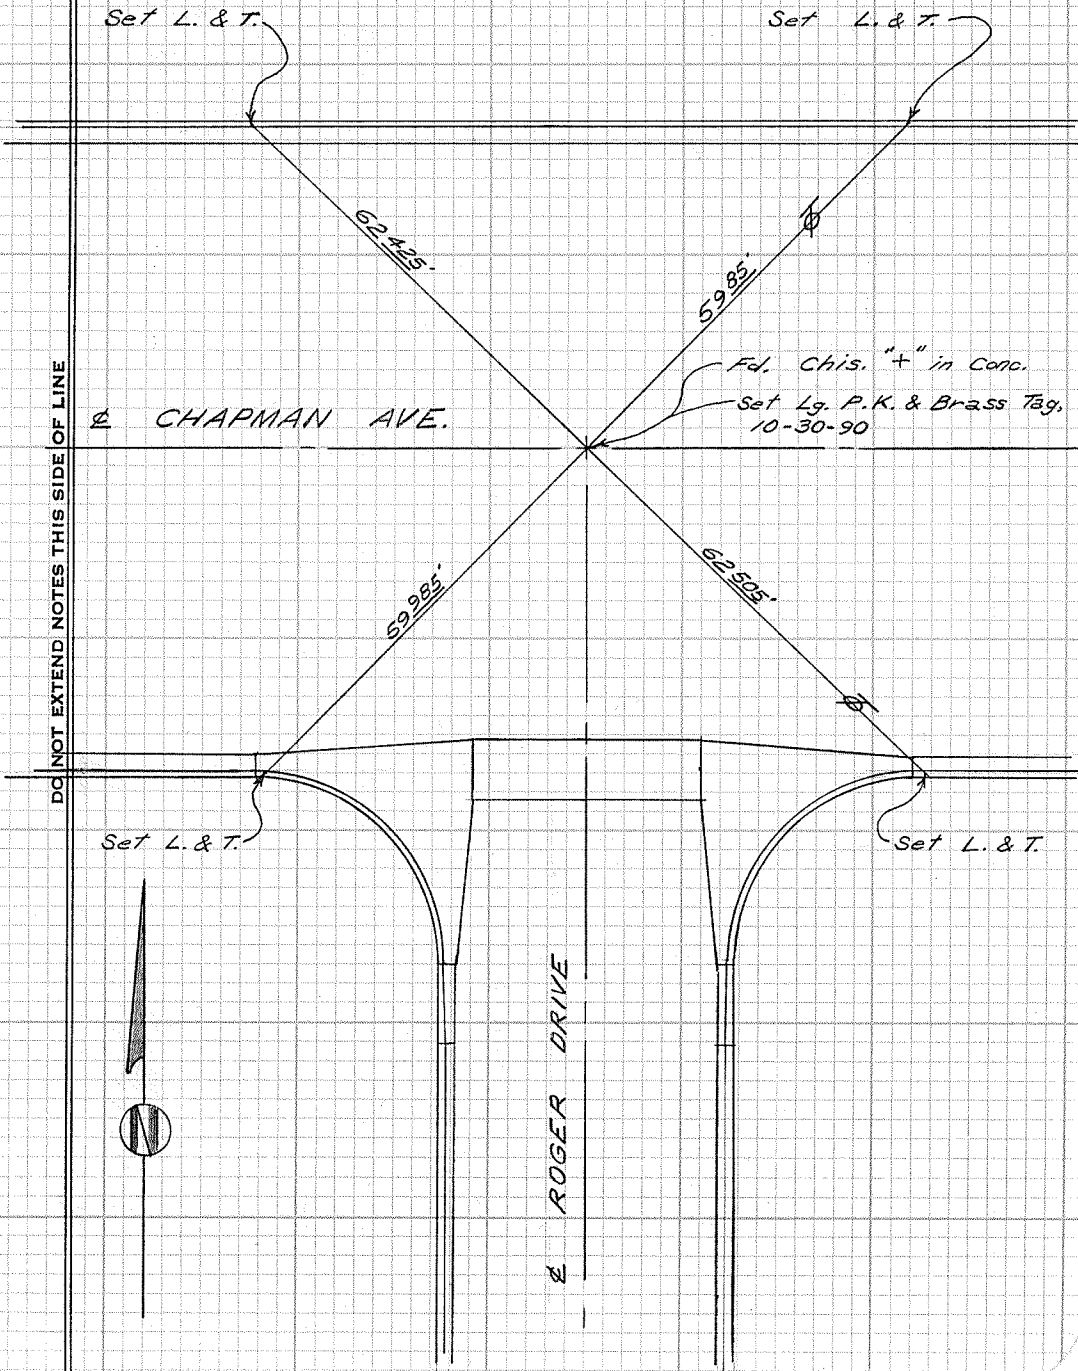 Set L. & T.
Set L. & T.
62.425'
59.85'
Fd. Chis. "+" in Conc.
Set Lg. P.K. & Brass Tag,
10-30-90
℄ CHAPMAN AVE.
DO NOT EXTEND NOTES THIS SIDE OF LINE
59.985'
62.505'
Set L. & T.
Set L. & T.
℄ ROGER DRIVE
N